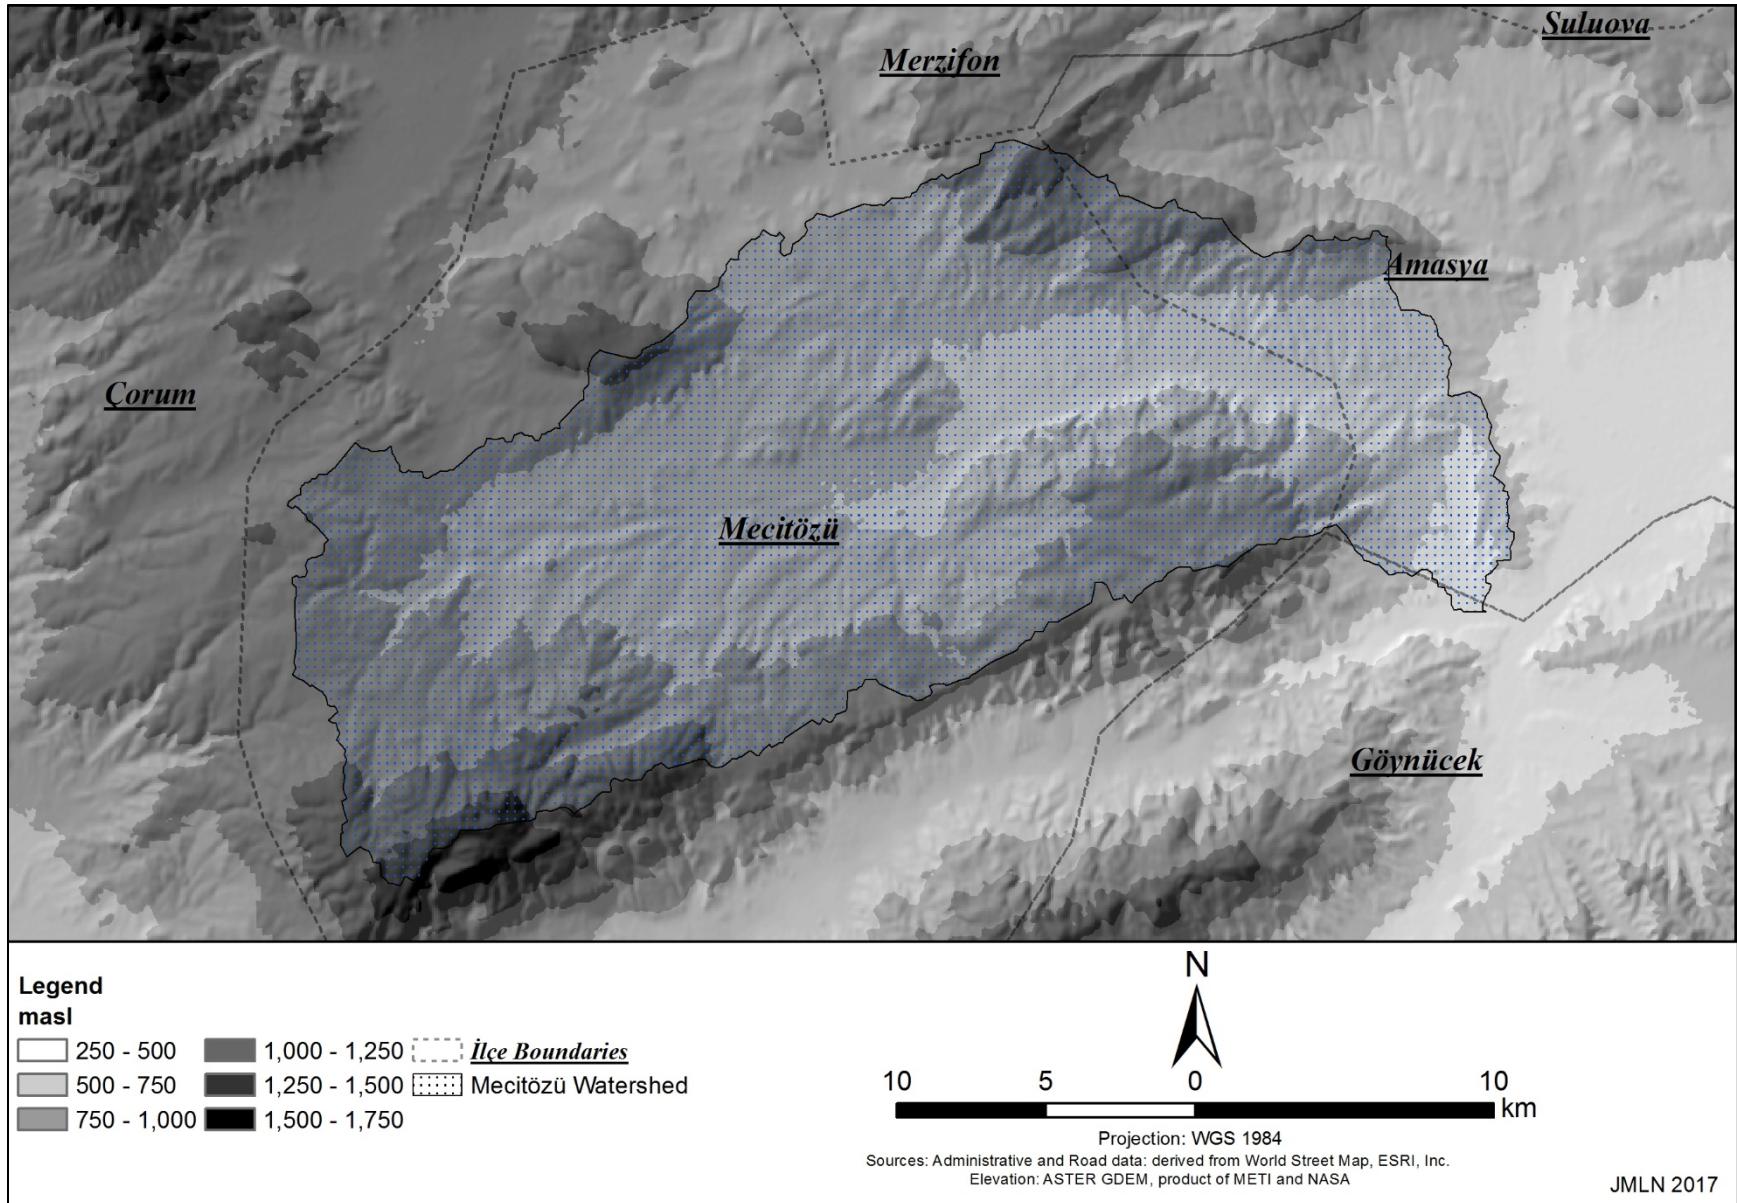 Suluova
Merzifon
Amasya
Çorum
Mecitözü
Göynücek
Legend
masl
250 - 500
500 - 750
750 - 1,000
1,000 - 1,250
1,250 - 1,500
1,500 - 1,750
İlçe Boundaries
Mecitözü Watershed
N
10 5 0 10
km
Projection: WGS 1984
Sources: Administrative and Road data: derived from World Street Map, ESRI, Inc.
Elevation: ASTER GDEM, product of METI and NASA
JMLN 2017